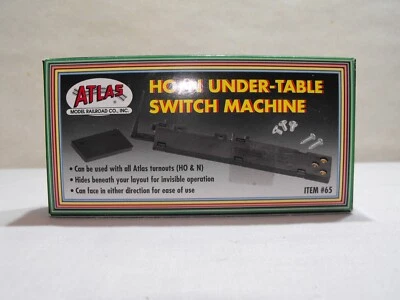 ATLAS
MODEL RAILROAD CO., INC.
HO/N UNDER-TABLE
SWITCH MACHINE
• Can be used with all Atlas turnouts (HO & N)
• Hides beneath your layout for invisible operation
• Can face in either direction for ease of use
ITEM #65